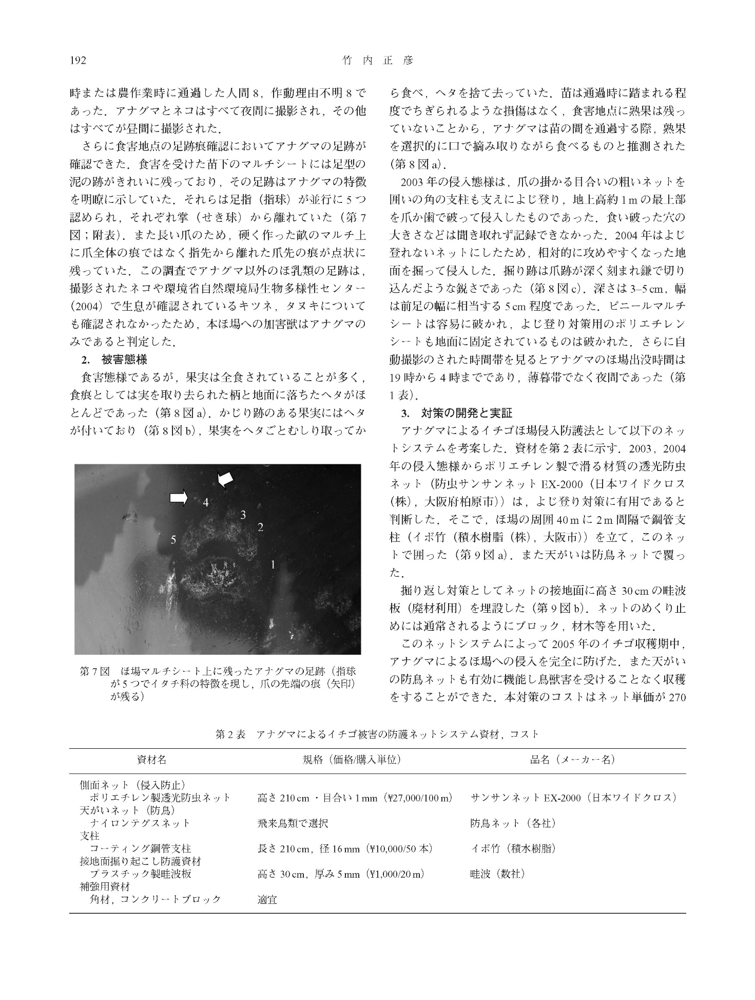 192
竹内正彦
時または農作業時に通過した人間 8，作動理由不明 8 で
あった．アナグマとネコはすべて夜間に撮影され，その他
はすべてが昼間に撮影された．
さらに食害地点の足跡痕確認においてアナグマの足跡が
確認できた．食害を受けた苗下のマルチシートには足型の
泥の跡がきれいに残っており，その足跡はアナグマの特徴
を明瞭に示していた．それらは足指（指球）が並行に 5 つ
認められ，それぞれ掌（せき球）から離れていた（第 7
図；附表）．また長い爪のため，硬く作った畝のマルチ上
に爪全体の痕ではなく指先から離れた爪先の痕が点状に
残っていた．この調査でアナグマ以外のほ乳類の足跡は，
撮影されたネコや環境省自然環境局生物多様性センター
（2004）で生息が確認されているキツネ，タヌキについて
も確認されなかったため，本ほ場への加害獣はアナグマの
みであると判定した．
2. 被害態様
食害態様であるが，果実は全食されていることが多く，
食痕としては実を取り去られた柄と地面に落ちたヘタがほ
とんどであった（第 8 図 a）．かじり跡のある果実にはヘタ
が付いており（第 8 図 b），果実をヘタごとむしり取ってか
4
3
2
5
1
第 7 図 ほ場マルチシート上に残ったアナグマの足跡（指球
が 5 つでイタチ科の特徴を現し，爪の先端の痕（矢印）
が残る）
ら食べ，ヘタを捨て去っていた．苗は通過時に踏まれる程
度でちぎられるような損傷はなく，食害地点に熟果は残っ
ていないことから，アナグマは苗の間を通過する際，熟果
を選択的に口で摘み取りながら食べるものと推測された
（第 8 図 a）．
2003 年の侵入態様は，爪の掛かる目合いの粗いネットを
囲いの角の支柱も支えによじ登り，地上高約 1 m の最上部
を爪か歯で破って侵入したものであった．食い破った穴の
大きさなどは聞き取れず記録できなかった．2004 年はよじ
登れないネットにしたため，相対的に攻めやすくなった地
面を掘って侵入した．掘り跡は爪跡が深く刻まれ鎌で切り
込んだような鋭さであった（第 8 図 c）．深さは 3–5 cm，幅
は前足の幅に相当する 5 cm 程度であった．ビニールマルチ
シートは容易に破かれ，よじ登り対策用のポリエチレン
シートも地面に固定されているものは破かれた．さらに自
動撮影のされた時間帯を見るとアナグマのほ場出没時間は
19 時から 4 時までであり，薄暮帯でなく夜間であった（第
1 表）．
3. 対策の開発と実証
アナグマによるイチゴほ場侵入防護法として以下のネッ
トシステムを考案した．資材を第 2 表に示す．2003，2004
年の侵入態様からポリエチレン製で滑る材質の透光防虫
ネット（防虫サンサンネット EX-2000（日本ワイドクロス
（株），大阪府柏原市））は，よじ登り対策に有用であると
判断した．そこで，ほ場の周囲 40 m に 2 m 間隔で鋼管支
柱（イボ竹（積水樹脂（株），大阪市））を立て，このネッ
トで囲った（第 9 図 a）．また天がいは防鳥ネットで覆っ
た．
掘り返し対策としてネットの接地面に高さ 30 cm の畦波
板（廃材利用）を埋設した（第 9 図 b）．ネットのめくり止
めには通常されるようにブロック，材木等を用いた．
このネットシステムによって 2005 年のイチゴ収穫期中，
アナグマによるほ場への侵入を完全に防げた．また天がい
の防鳥ネットも有効に機能し鳥獣害を受けることなく収穫
をすることができた．本対策のコストはネット単価が 270
第 2 表 アナグマによるイチゴ被害の防護ネットシステム資材，コスト
資材名 規格（価格/購入単位） 品名（メーカー名）
側面ネット（侵入防止）
ポリエチレン製透光防虫ネット 高さ 210 cm・目合い 1 mm（¥27,000/100 m） サンサンネット EX-2000（日本ワイドクロス）
天がいネット（防鳥）
ナイロンテグスネット 飛来鳥類で選択 防鳥ネット（各社）
支柱
コーティング鋼管支柱 長さ 210 cm，径 16 mm（¥10,000/50 本） イボ竹（積水樹脂）
接地面掘り起こし防護資材
プラスチック製畦波板 高さ 30 cm，厚み 5 mm（¥1,000/20 m） 畦波（数社）
補強用資材
角材，コンクリートブロック 適宜